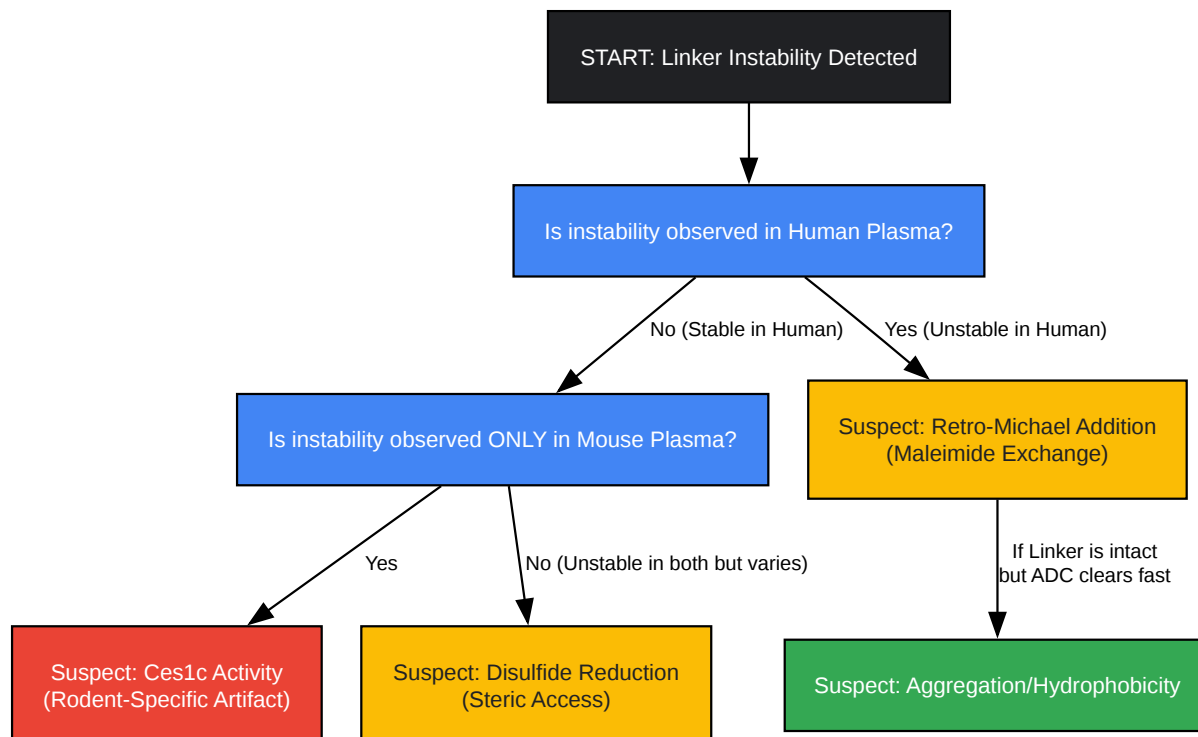 START: Linker Instability Detected
Is instability observed in Human Plasma?
No (Stable in Human)
Yes (Unstable in Human)
Is instability observed ONLY in Mouse Plasma?
Suspect: Retro-Michael Addition
(Maleimide Exchange)
Yes
No (Unstable in both but varies)
If Linker is intact
but ADC clears fast
Suspect: Ces1c Activity
(Rodent-Specific Artifact)
Suspect: Disulfide Reduction
(Steric Access)
Suspect: Aggregation/Hydrophobicity